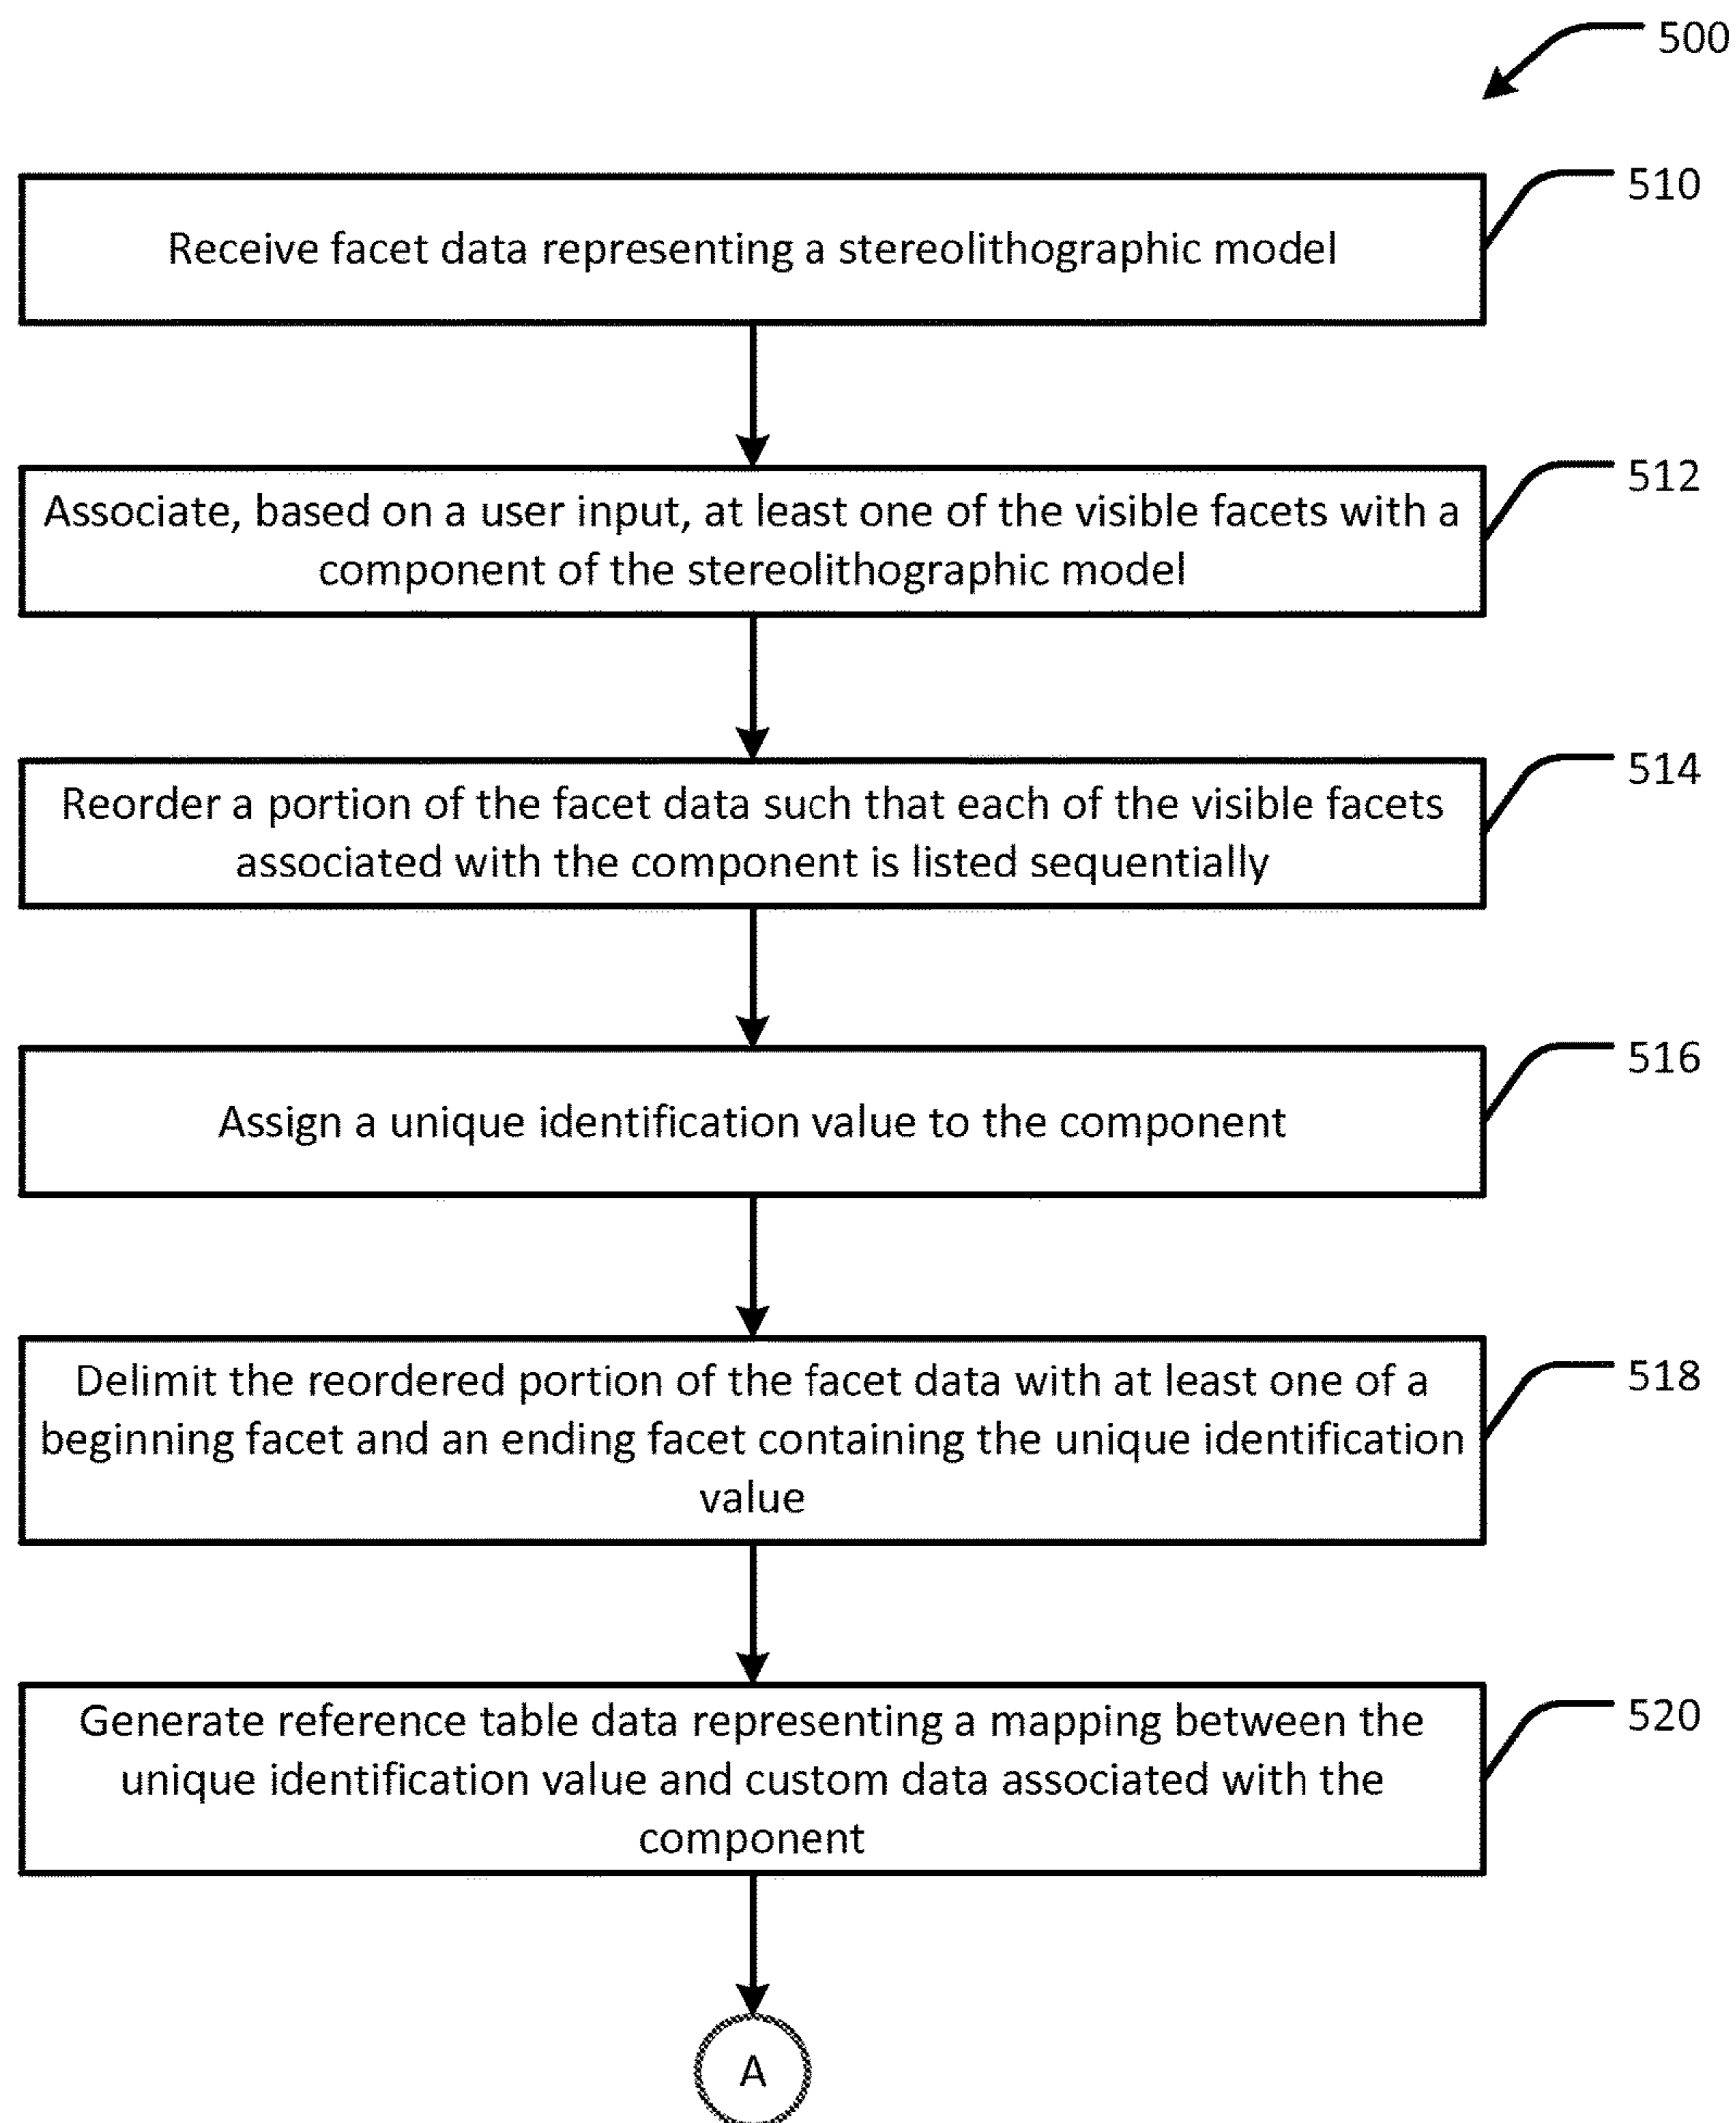 500
510
Receive facet data representing a stereolithographic model
512
Associate, based on a user input, at least one of the visible facets with a
component of the stereolithographic model
514
Reorder a portion of the facet data such that each of the visible facets
associated with the component is listed sequentially
516
Assign a unique identification value to the component
518
Delimit the reordered portion of the facet data with at least one of a
beginning facet and an ending facet containing the unique identification
value
520
Generate reference table data representing a mapping between the
unique identification value and custom data associated with the
component
A